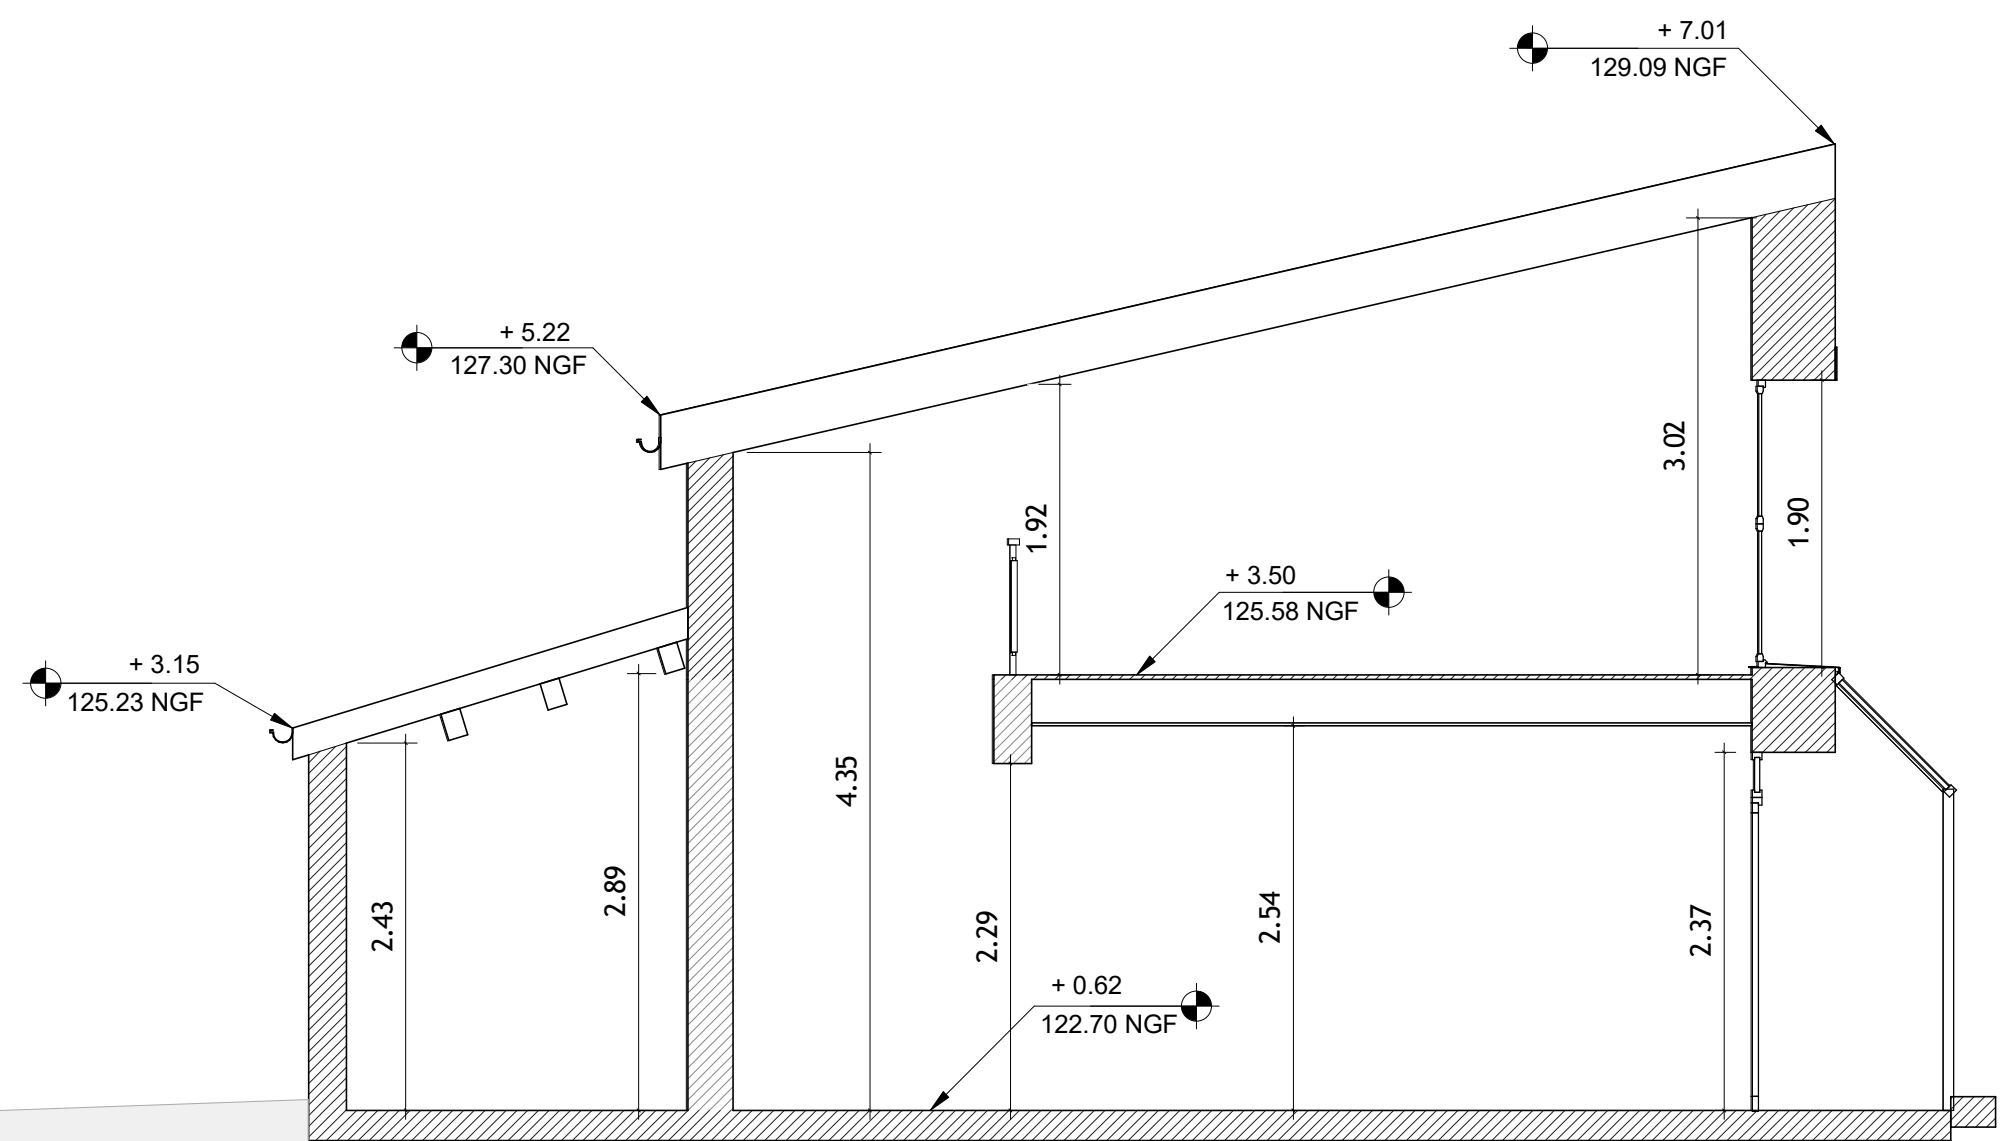 + 7.01
129.09 NGF
+ 5.22
127.30 NGF
3.02
1.92
1.90
+ 3.50
125.58 NGF
+ 3.15
125.23 NGF
4.35
2.89
2.43
2.29
2.54
2.37
+ 0.62
122.70 NGF